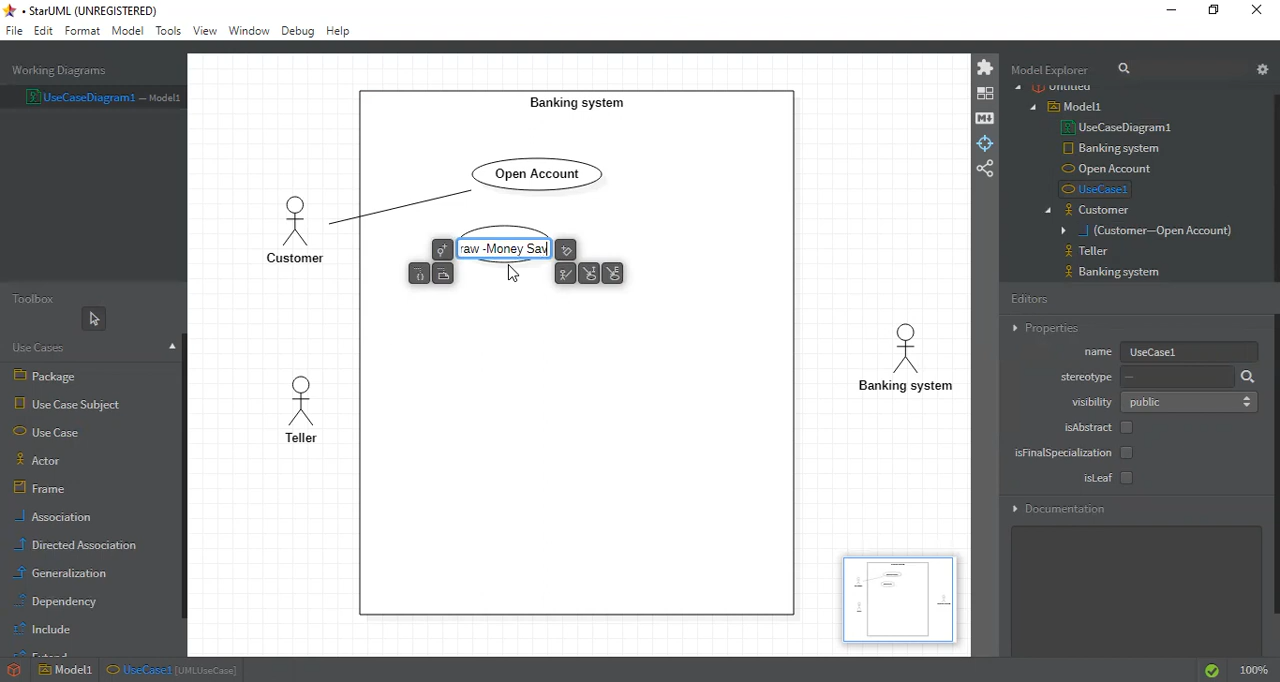 • StarUML (UNREGISTERED)
File Edit Format Model Tools View Window Debug Help
Working Diagrams
UseCaseDiagram1 — Model1
Toolbox
Use Cases
Package
Use Case Subject
Use Case
Actor
Frame
Association
Directed Association
Generalization
Dependency
Include
Extend
Banking system
Open Account
raw -Money Sav
Customer
Teller
Banking system
Model Explorer
Untitled
Model1
UseCaseDiagram1
Banking system
Open Account
UseCase1
Customer
(Customer—Open Account)
Teller
Banking system
Editors
Properties
name UseCase1
stereotype —
visibility public
isAbstract
isFinalSpecialization
isLeaf
Documentation
Model1 UseCase1 [UMLUseCase]
100%